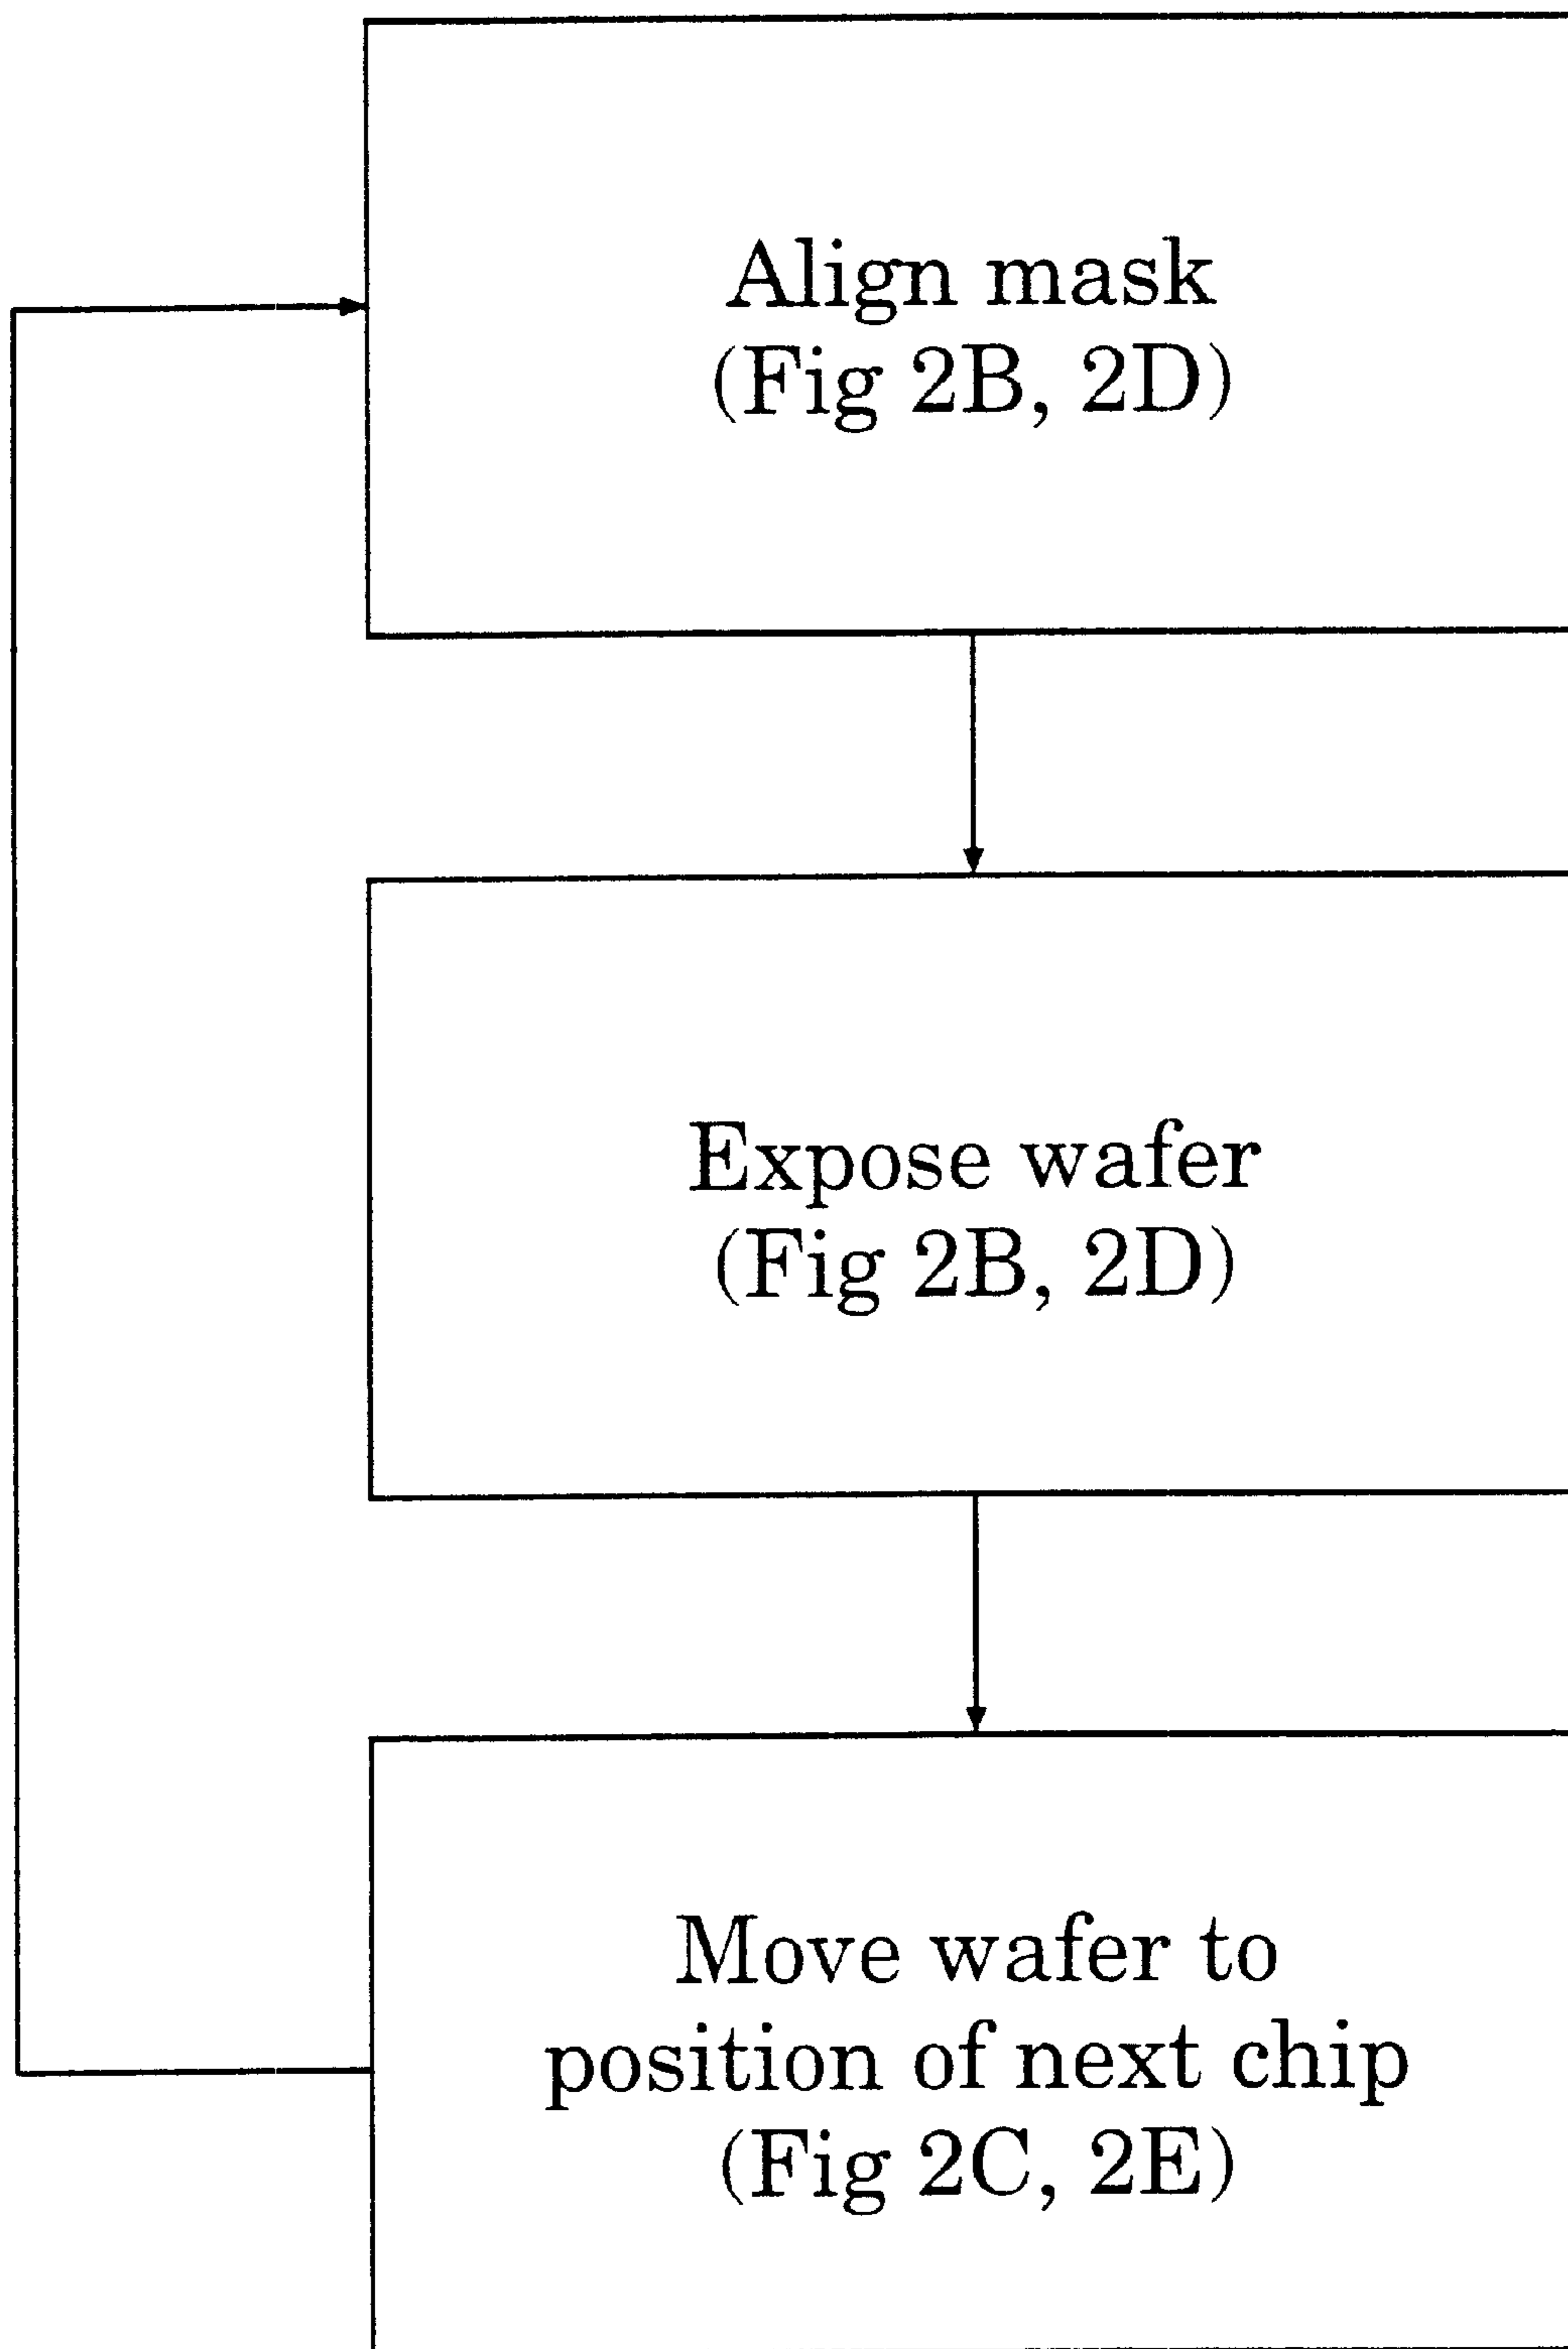 Align mask
(Fig 2B, 2D)
Expose wafer
(Fig 2B, 2D)
Move wafer to
position of next chip
(Fig 2C, 2E)